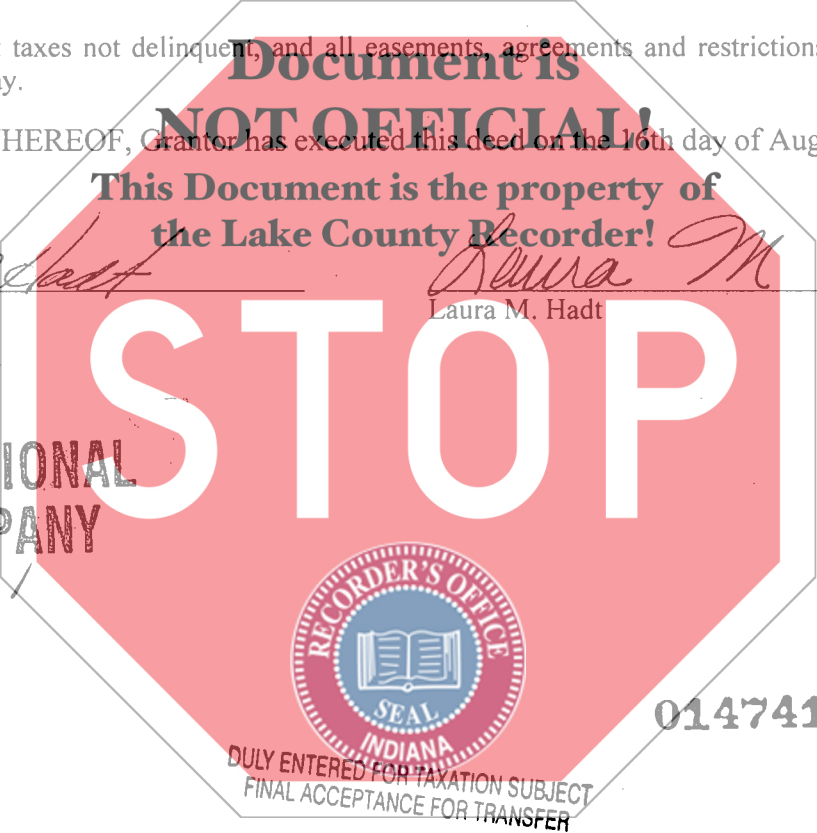 t taxes not delinquent, and all easements, agreements and restrictions
y.
Document is
NOT OFFICIAL!
HEREOF, Grantor has executed this deed on the 16th day of Aug
This Document is the property of
the Lake County Recorder!
Hadt
Laura M
Laura M. Hadt
STOP
IONAL
PANY
RECORDER'S OFFICE
SEAL
INDIANA
014741
DULY ENTERED FOR TAXATION SUBJECT
FINAL ACCEPTANCE FOR TRANSFER